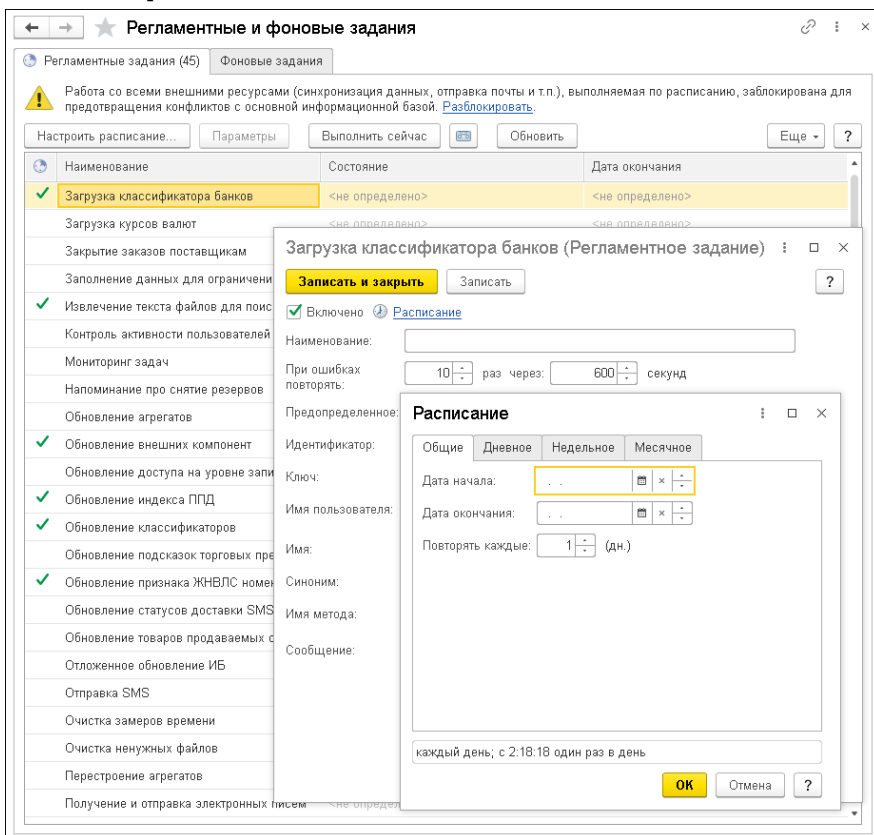 Регламентные и фоновые задания
Регламентные задания (45) Фоновые задания
Работа со всеми внешними ресурсами (синхронизация данных, отправка почты и т.п.), выполняемая по расписанию, заблокирована для
предотвращения конфликтов с основной информационной базой. Разблокировать.
Настроить расписание... Параметры Выполнить сейчас Обновить Еще ?
Наименование Состояние Дата окончания
Загрузка классификатора банков <не определено> <не определено>
Загрузка курсов валют <не определено> <не определено>
Закрытие заказов поставщикам
Заполнение данных для ограничени
Извлечение текста файлов для поис
Контроль активности пользователей
Мониторинг задач
Напоминание про снятие резервов
Обновление агрегатов
Обновление внешних компонент
Обновление доступа на уровне запи
Обновление индекса ППД
Обновление классификаторов
Обновление подсказок торговых пре
Обновление признака ЖНВЛС номен
Обновление статусов доставки SMS
Обновление товаров продаваемых с
Отложенное обновление ИБ
Отправка SMS
Очистка замеров времени
Очистка ненужных файлов
Перестроение агрегатов
Получение и отправка электронных писем <не определ
Загрузка классификатора банков (Регламентное задание)
Записать и закрыть Записать ?
Включено Расписание
Наименование:
При ошибках
повторять: 10 раз через: 600 секунд
Предопределенное:
Идентификатор:
Ключ:
Имя пользователя:
Имя:
Синоним:
Имя метода:
Сообщение:
Расписание
Общие Дневное Недельное Месячное
Дата начала: . .
Дата окончания: . .
Повторять каждые: 1 (дн.)
каждый день; с 2:18:18 один раз в день
ОК Отмена ?